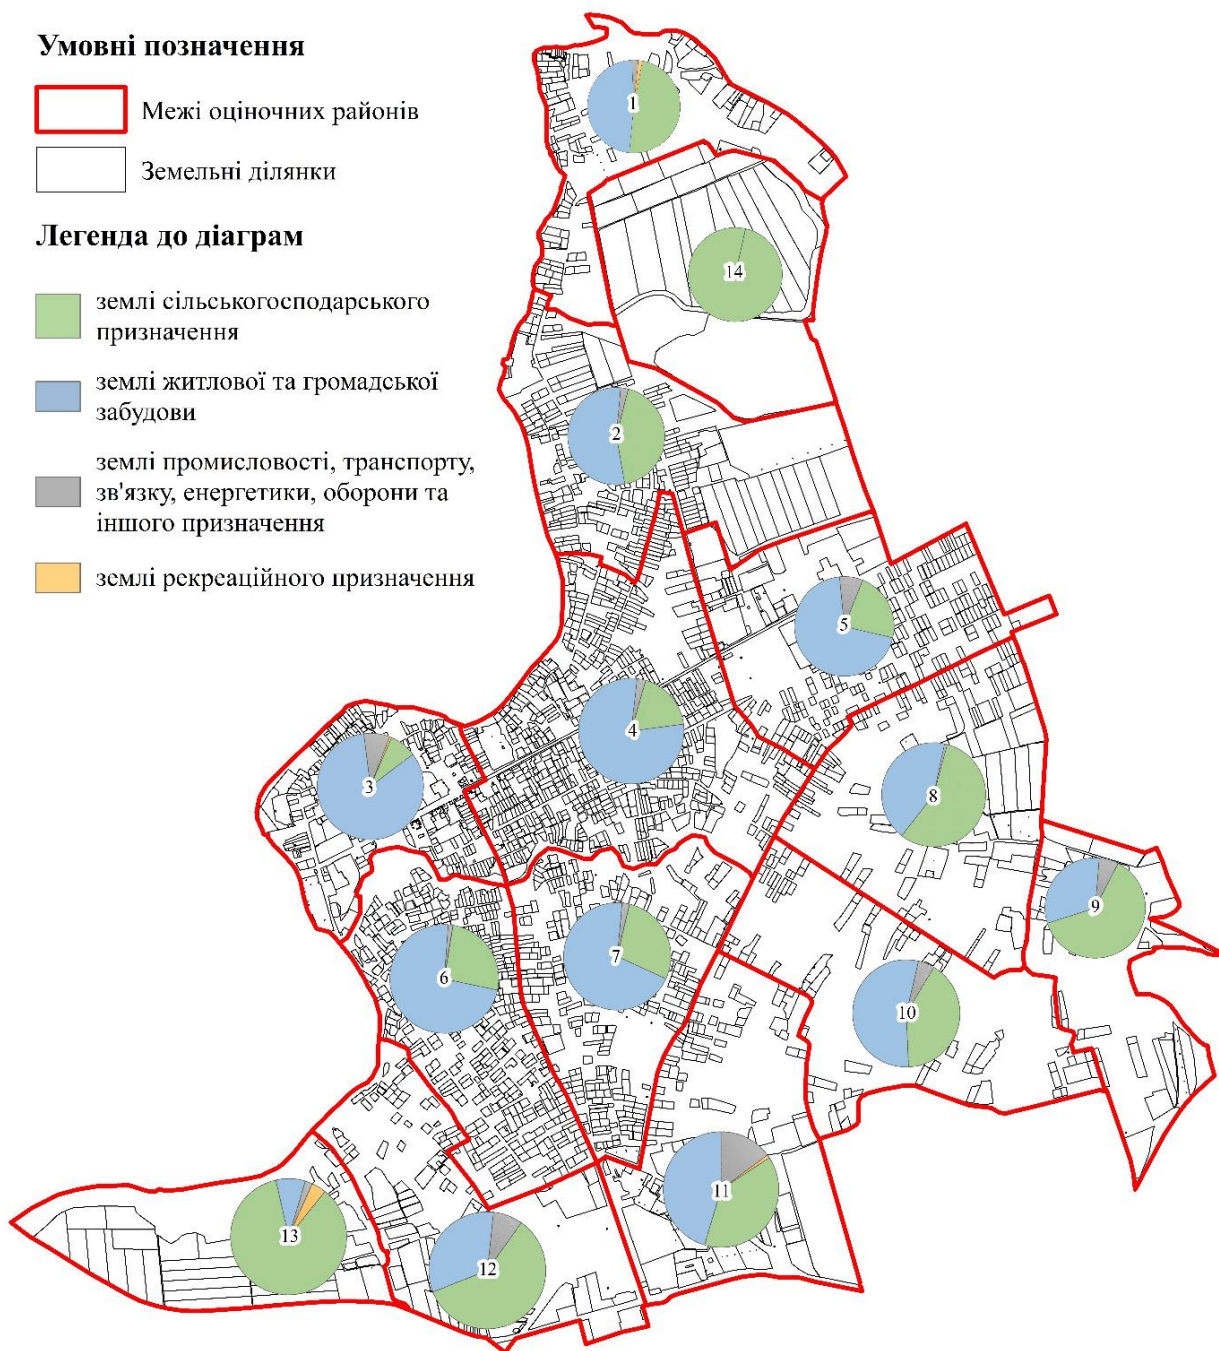 Умовні позначення
Межі оціночних районів
Земельні ділянки
Легенда до діаграм
землі сільськогосподарського
призначення
землі житлової та громадської
забудови
землі промисловості, транспорту,
зв'язку, енергетики, оборони та
іншого призначення
землі рекреаційного призначення
1
14
2
5
4
3
8
9
7
6
10
11
13
12